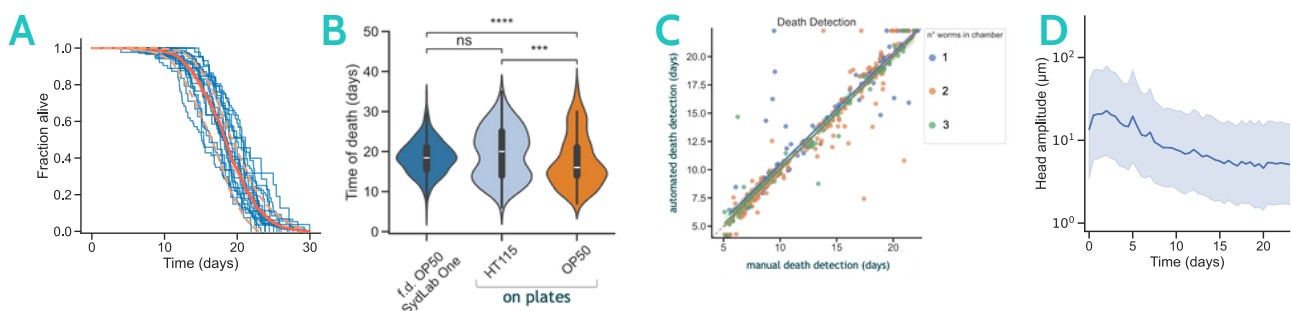 A
Fraction alive
1.0
0.8
0.6
0.4
0.2
0.0
0
10
20
30
Time (days)
B
Time of death (days)
50
40
30
20
10
0
****
ns
***
f.d. OP50
SydLab One
HT115
OP50
on plates
C
Death Detection
automated death detection (days)
20.0
17.5
15.0
12.5
10.0
7.5
5.0
5
10
15
20
manual death detection (days)
n° worms in chamber
1
2
3
D
Head amplitude (μm)
10²
10¹
10⁰
0
5
10
15
20
Time (days)